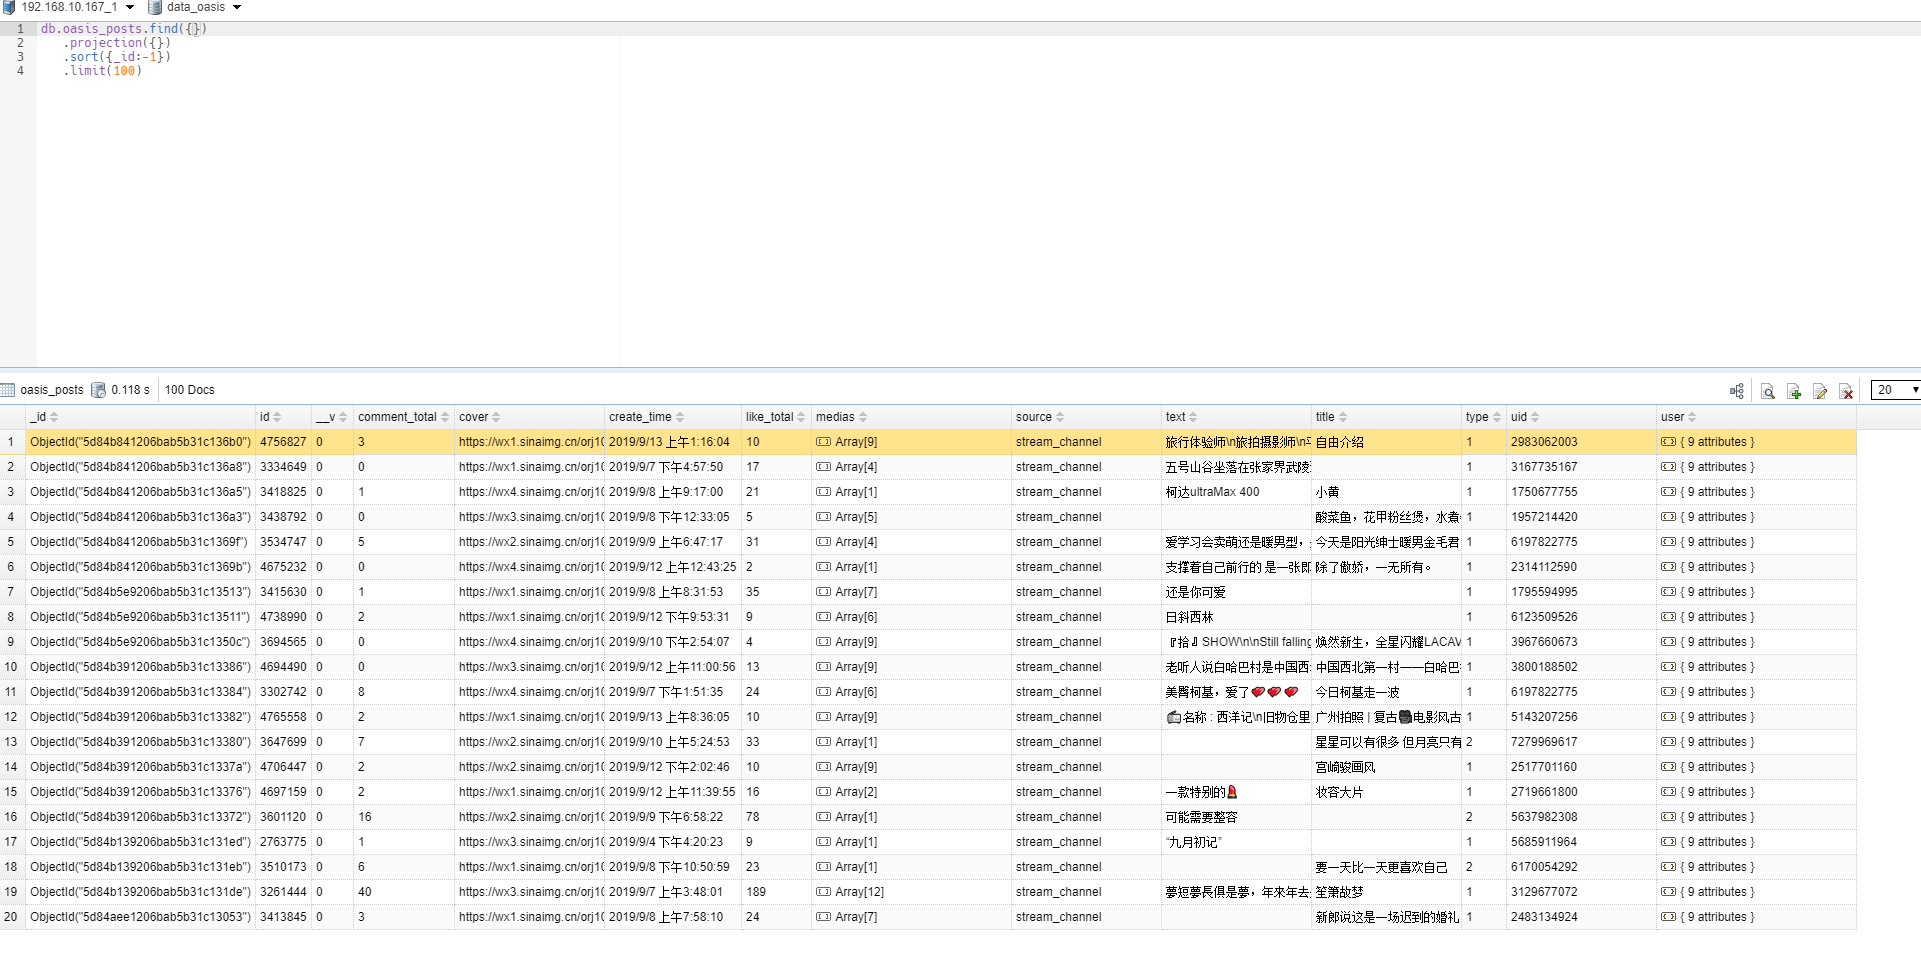 192.168.10.167_1 data_oasis
1 db.oasis_posts.find({})
2 .projection({})
3 .sort({_id:-1})
4 .limit(100)
oasis_posts 0.118 s 100 Docs 20
_id id __v comment_total cover create_time like_total medias source text title type uid user
1 ObjectId("5d84b841206bab5b31c136b0") 4756827 0 3 https://wx1.sinaimg.cn/orj10 2019/9/13 上午1:16:04 10 Array[9] stream_channel 旅行体验师\n旅拍摄影师\n 自由介绍 1 2983062003 { 9 attributes }
2 ObjectId("5d84b841206bab5b31c136a8") 3334649 0 0 https://wx1.sinaimg.cn/orj10 2019/9/7 下午4:57:50 17 Array[4] stream_channel 五号山谷坐落在张家界武陵 1 3167735167 { 9 attributes }
3 ObjectId("5d84b841206bab5b31c136a5") 3418825 0 1 https://wx4.sinaimg.cn/orj10 2019/9/8 上午9:17:00 21 Array[1] stream_channel 柯达ultraMax 400 小黄 1 1750677755 { 9 attributes }
4 ObjectId("5d84b841206bab5b31c136a3") 3438792 0 0 https://wx3.sinaimg.cn/orj10 2019/9/8 下午12:33:05 5 Array[5] stream_channel 酸菜鱼，花甲粉丝煲，水煮 1 1957214420 { 9 attributes }
5 ObjectId("5d84b841206bab5b31c1369f") 3534747 0 5 https://wx2.sinaimg.cn/orj10 2019/9/9 上午6:47:17 31 Array[4] stream_channel 爱学习会卖萌还是暖男型， 今天是阳光绅士暖男金毛君 1 6197822775 { 9 attributes }
6 ObjectId("5d84b841206bab5b31c1369b") 4675232 0 0 https://wx4.sinaimg.cn/orj10 2019/9/12 上午12:43:25 2 Array[1] stream_channel 支撑着自己前行的 是一张即 除了傲娇，一无所有。 1 2314112590 { 9 attributes }
7 ObjectId("5d84b5e9206bab5b31c13513") 3415630 0 1 https://wx1.sinaimg.cn/orj10 2019/9/8 上午8:31:53 35 Array[7] stream_channel 还是你可爱 1 1795594995 { 9 attributes }
8 ObjectId("5d84b5e9206bab5b31c13511") 4738990 0 2 https://wx1.sinaimg.cn/orj10 2019/9/12 下午9:53:31 9 Array[6] stream_channel 日斜西林 1 6123509526 { 9 attributes }
9 ObjectId("5d84b5e9206bab5b31c1350c") 3694565 0 0 https://wx4.sinaimg.cn/orj10 2019/9/10 下午2:54:07 4 Array[9] stream_channel 『拾』SHOW\n\nStill falling 焕然新生，全星闪耀LACAV 1 3967660673 { 9 attributes }
10 ObjectId("5d84b391206bab5b31c13386") 4694490 0 0 https://wx3.sinaimg.cn/orj10 2019/9/12 上午11:00:56 13 Array[9] stream_channel 老听人说白哈巴村是中国西 中国西北第一村——白哈巴 1 3800188502 { 9 attributes }
11 ObjectId("5d84b391206bab5b31c13384") 3302742 0 8 https://wx4.sinaimg.cn/orj10 2019/9/7 下午1:51:35 24 Array[6] stream_channel 美臀柯基，爱了❤❤❤ 今日柯基走一波 1 6197822775 { 9 attributes }
12 ObjectId("5d84b391206bab5b31c13382") 4765558 0 2 https://wx1.sinaimg.cn/orj10 2019/9/13 上午8:36:05 10 Array[9] stream_channel 📻名称 : 西洋记\n旧物仓里 广州拍照 | 复古🎥电影风古 1 5143207256 { 9 attributes }
13 ObjectId("5d84b391206bab5b31c13380") 3647699 0 7 https://wx2.sinaimg.cn/orj10 2019/9/10 上午5:24:53 33 Array[1] stream_channel 星星可以有很多 但月亮只有 2 7279969617 { 9 attributes }
14 ObjectId("5d84b391206bab5b31c1337a") 4706447 0 2 https://wx2.sinaimg.cn/orj10 2019/9/12 下午2:02:46 10 Array[9] stream_channel 宫崎骏画风 1 2517701160 { 9 attributes }
15 ObjectId("5d84b391206bab5b31c13376") 4697159 0 2 https://wx1.sinaimg.cn/orj10 2019/9/12 上午11:39:55 16 Array[2] stream_channel 一款特别的💄 妆容大片 1 2719661800 { 9 attributes }
16 ObjectId("5d84b391206bab5b31c13372") 3601120 0 16 https://wx2.sinaimg.cn/orj10 2019/9/9 下午6:58:22 78 Array[1] stream_channel 可能需要整容 2 5637982308 { 9 attributes }
17 ObjectId("5d84b139206bab5b31c131ed") 2763775 0 1 https://wx3.sinaimg.cn/orj10 2019/9/4 下午4:20:23 9 Array[1] stream_channel “九月初记” 1 5685911964 { 9 attributes }
18 ObjectId("5d84b139206bab5b31c131eb") 3510173 0 6 https://wx1.sinaimg.cn/orj10 2019/9/8 下午10:50:59 23 Array[1] stream_channel 要一天比一天更喜欢自己 2 6170054292 { 9 attributes }
19 ObjectId("5d84b139206bab5b31c131de") 3261444 0 40 https://wx3.sinaimg.cn/orj10 2019/9/7 上午3:48:01 189 Array[12] stream_channel 夢短夢長俱是夢，年來年去 笙箫故梦 1 3129677072 { 9 attributes }
20 ObjectId("5d84aee1206bab5b31c13053") 3413845 0 3 https://wx1.sinaimg.cn/orj10 2019/9/8 上午7:58:10 24 Array[7] stream_channel 新郎说这是一场迟到的婚礼 1 2483134924 { 9 attributes }